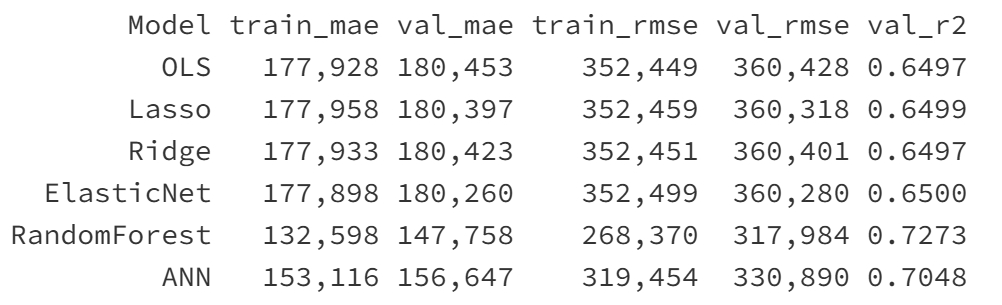 Model train_mae val_mae train_rmse val_rmse val_r2
OLS 177,928 180,453 352,449 360,428 0.6497
Lasso 177,958 180,397 352,459 360,318 0.6499
Ridge 177,933 180,423 352,451 360,401 0.6497
ElasticNet 177,898 180,260 352,499 360,280 0.6500
RandomForest 132,598 147,758 268,370 317,984 0.7273
ANN 153,116 156,647 319,454 330,890 0.7048